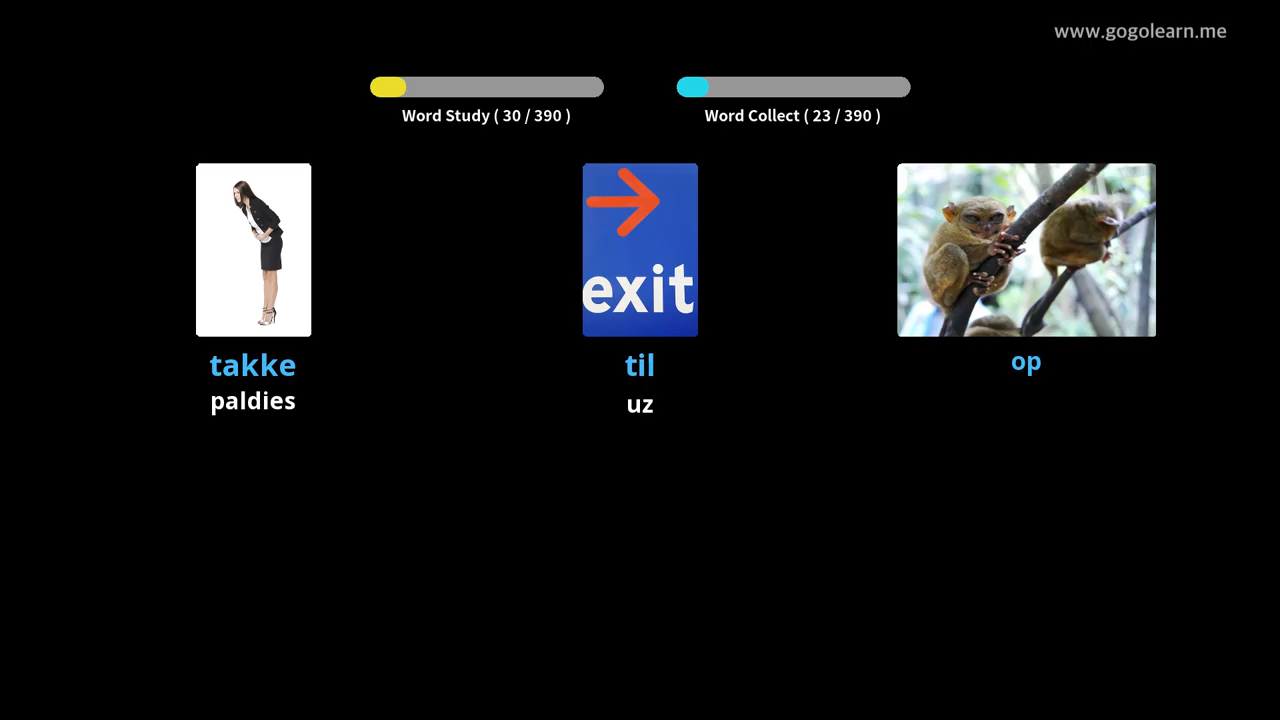 www.gogolearn.me
Word Study ( 30 / 390 )
Word Collect ( 23 / 390 )
exit
takke
til
op
paldies
uz